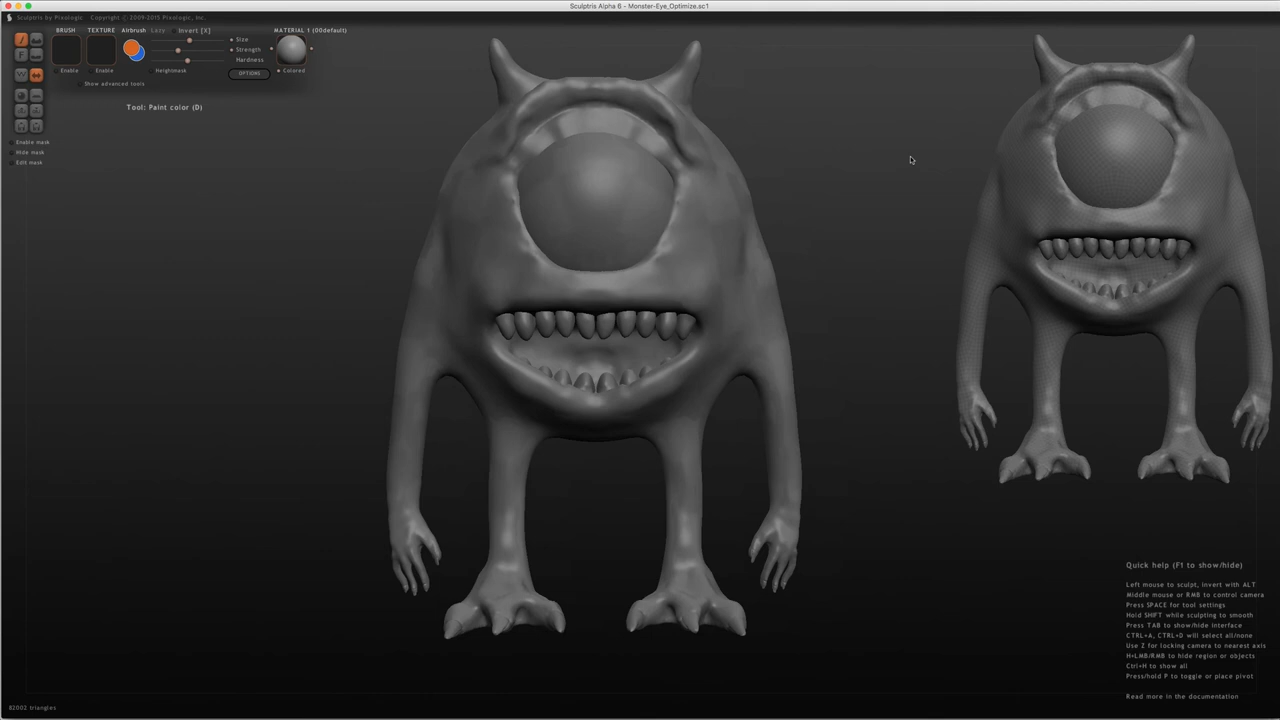 Sculptris Alpha 6 - Monster-Eye_Optimize.sc1
Sculptris by Pixologic Copyright © 2009-2015 Pixologic, Inc.
BRUSH TEXTURE Airbrush Lazy Invert [X] MATERIAL 1 (00default)
Size
Strength
Hardness
Enable Enable Heightmask OPTIONS Colored
Show advanced tools
Tool: Paint color (D)
Enable mask
Hide mask
Edit mask
Quick help (F1 to show/hide)
Left mouse to sculpt, invert with ALT
Middle mouse or RMB to control camera
Press SPACE for tool settings
Hold SHIFT while sculpting to smooth
Press TAB to show/hide interface
CTRL+A, CTRL+D will select all/none
Use Z for locking camera to nearest axis
H+LMB/RMB to hide region or objects
Ctrl+H to show all
Press/hold P to toggle or place pivot
Read more in the documentation
82002 triangles